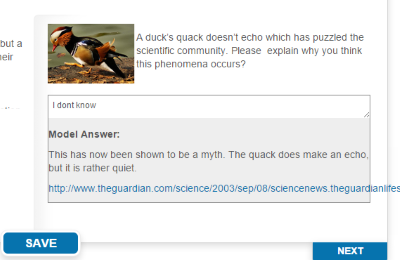 but a
heir
A duck's quack doesn't echo which has puzzled the
scientific community. Please explain why you think
this phenomena occurs?
I dont know
Model Answer:
This has now been shown to be a myth. The quack does make an echo,
but it is rather quiet.
http://www.theguardian.com/science/2003/sep/08/sciencenews.theguardianlifes
SAVE
NEXT